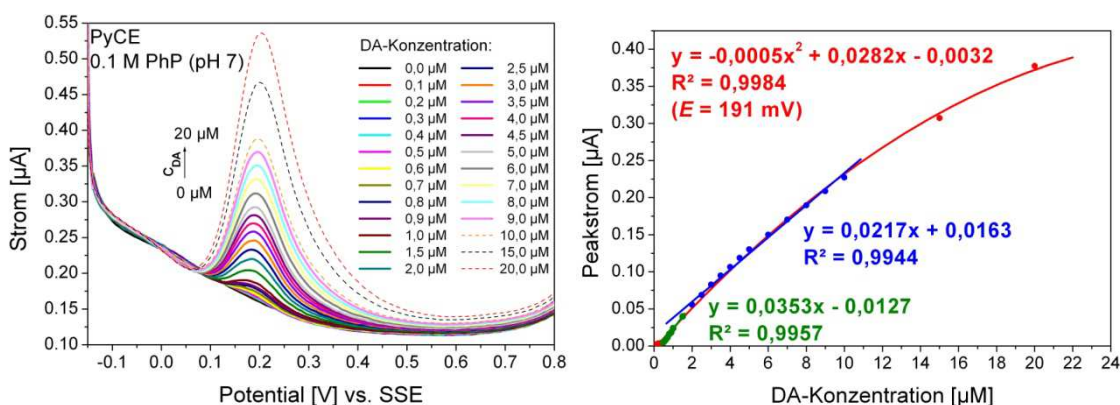 PyCE
0.1 M PhP (pH 7)
DA-Konzentration:
0,0 µM
2,5 µM
0,1 µM
3,0 µM
0,2 µM
3,5 µM
0,3 µM
4,0 µM
0,4 µM
4,5 µM
0,5 µM
5,0 µM
0,6 µM
6,0 µM
0,7 µM
7,0 µM
0,8 µM
8,0 µM
0,9 µM
9,0 µM
1,0 µM
10,0 µM
1,5 µM
15,0 µM
2,0 µM
20,0 µM
20 µM
c_DA
0 µM
Strom [µA]
0.55
0.50
0.45
0.40
0.35
0.30
0.25
0.20
0.15
0.10
-0.1 0.0 0.1 0.2 0.3 0.4 0.5 0.6 0.7 0.8
Potential [V] vs. SSE
y = -0,0005x² + 0,0282x - 0,0032
R² = 0,9984
(E = 191 mV)
y = 0,0217x + 0,0163
R² = 0,9944
y = 0,0353x - 0,0127
R² = 0,9957
Peakstrom [µA]
0.40
0.35
0.30
0.25
0.20
0.15
0.10
0.05
0.00
0 2 4 6 8 10 12 14 16 18 20 22 24
DA-Konzentration [µM]